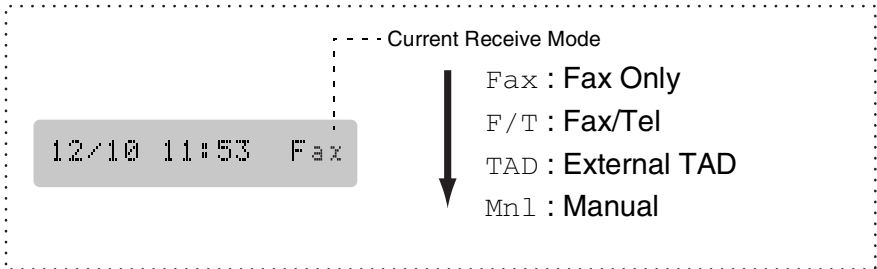 Current Receive Mode
12/10 11:53 Fax
Fax : Fax Only
F/T : Fax/Tel
TAD : External TAD
Mnl : Manual